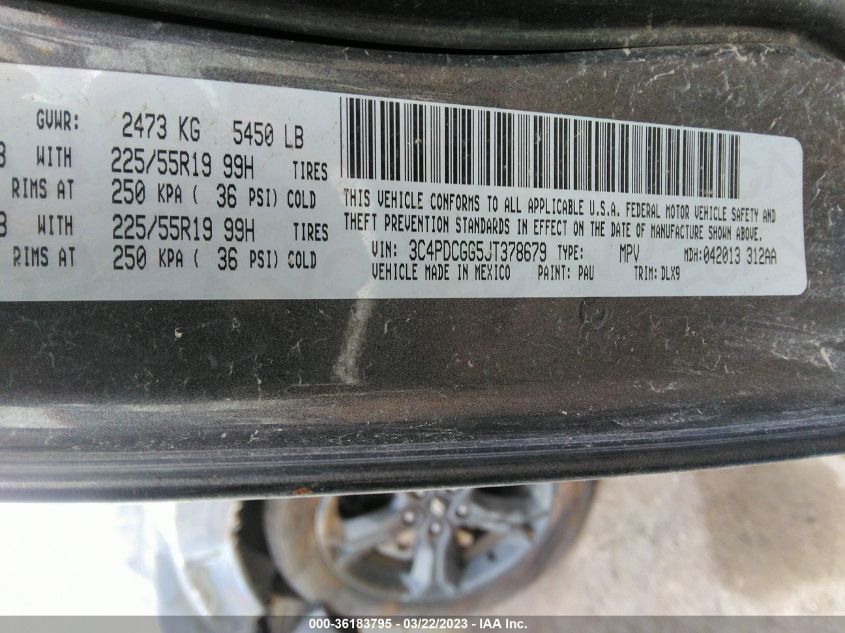 GVWR: 2473 KG 5450 LB
WITH 225/55R19 99H TIRES
RIMS AT 250 KPA ( 36 PSI) COLD
WITH 225/55R19 99H TIRES
RIMS AT 250 KPA ( 36 PSI) COLD
THIS VEHICLE CONFORMS TO ALL APPLICABLE U.S.A. FEDERAL MOTOR VEHICLE SAFETY AND
THEFT PREVENTION STANDARDS IN EFFECT ON THE DATE OF MANUFACTURE SHOWN ABOVE.
VIN: 3C4PDCGG5JT378679 TYPE: MPV MDH:042013 312AA
VEHICLE MADE IN MEXICO PAINT: PAU TRIM: DLX9
000-36183795 - 03/22/2023 - IAA Inc.